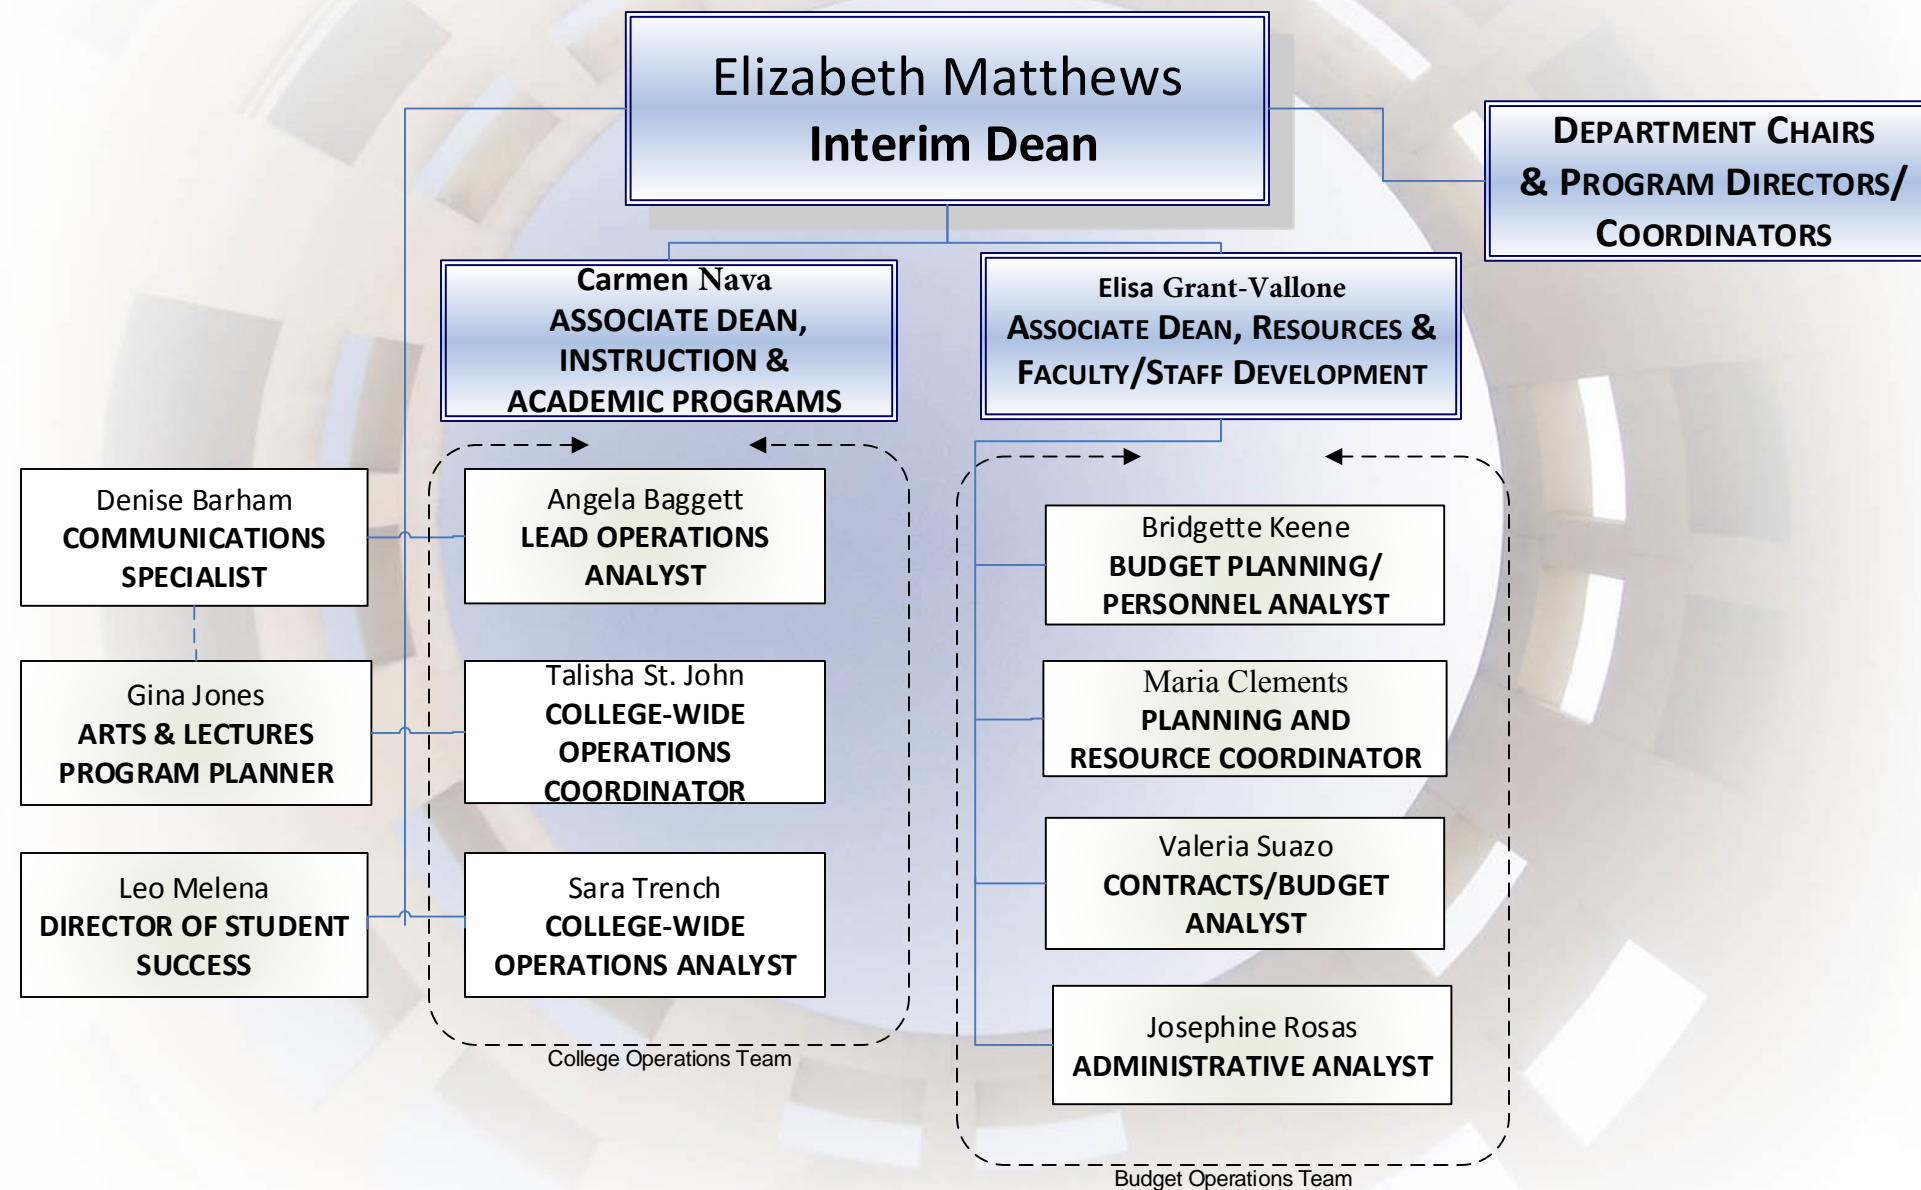 Elizabeth Matthews
Interim Dean
DEPARTMENT CHAIRS
& PROGRAM DIRECTORS/
COORDINATORS
Carmen Nava
ASSOCIATE DEAN,
INSTRUCTION &
ACADEMIC PROGRAMS
Elisa Grant-Vallone
ASSOCIATE DEAN, RESOURCES &
FACULTY/STAFF DEVELOPMENT
Denise Barham
COMMUNICATIONS
SPECIALIST
Gina Jones
ARTS & LECTURES
PROGRAM PLANNER
Leo Melena
DIRECTOR OF STUDENT
SUCCESS
Angela Baggett
LEAD OPERATIONS
ANALYST
Talisha St. John
COLLEGE-WIDE
OPERATIONS
COORDINATOR
Sara Trench
COLLEGE-WIDE
OPERATIONS ANALYST
College Operations Team
Bridgette Keene
BUDGET PLANNING/
PERSONNEL ANALYST
Maria Clements
PLANNING AND
RESOURCE COORDINATOR
Valeria Suazo
CONTRACTS/BUDGET
ANALYST
Josephine Rosas
ADMINISTRATIVE ANALYST
Budget Operations Team